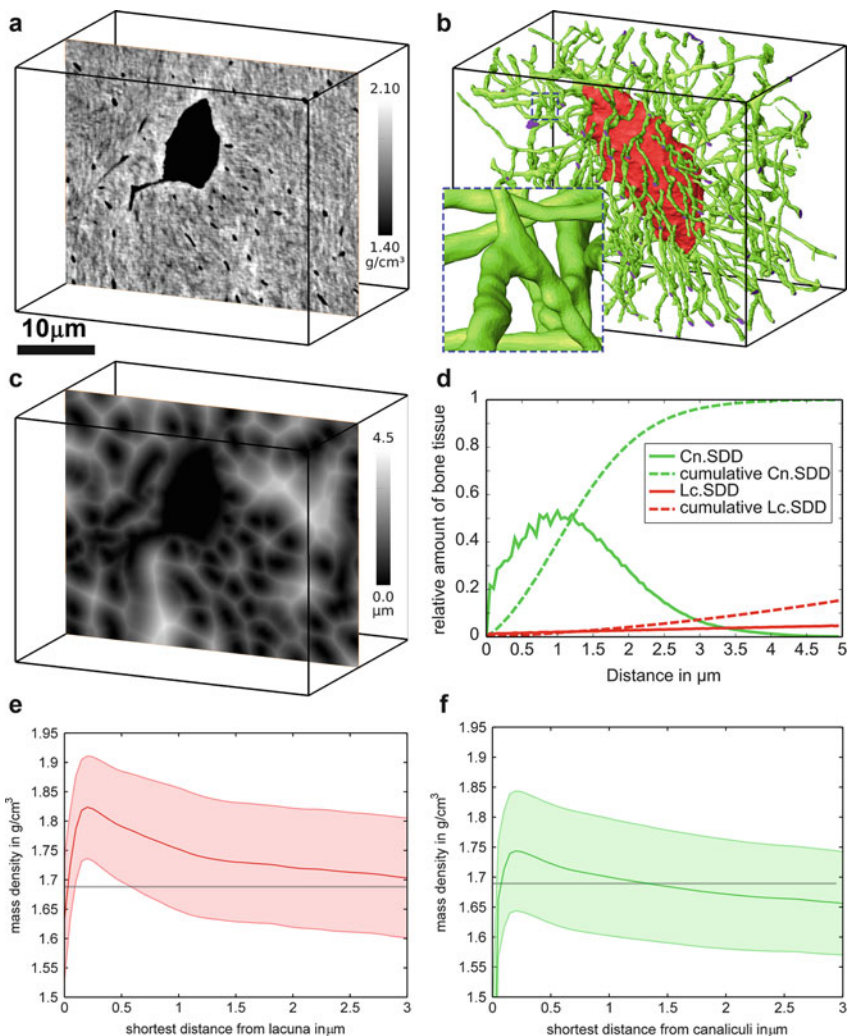 a
2.10
1.40
g/cm³
10µm
b
c
4.5
0.0
µm
d
relative amount of bone tissue
1
0.8
0.6
0.4
0.2
0
Cn.SDD
cumulative Cn.SDD
Lc.SDD
cumulative Lc.SDD
0 0.5 1 1.5 2 2.5 3 3.5 4 4.5 5
Distance in µm
e
mass density in g/cm³
1.95
1.9
1.85
1.8
1.75
1.7
1.65
1.6
1.55
1.5
0 0.5 1 1.5 2 2.5 3
shortest distance from lacuna inµm
f
mass density in g/cm³
1.95
1.9
1.85
1.8
1.75
1.7
1.65
1.6
1.55
1.5
0 0.5 1 1.5 2 2.5 3
shortest distance from canaliculi inµm